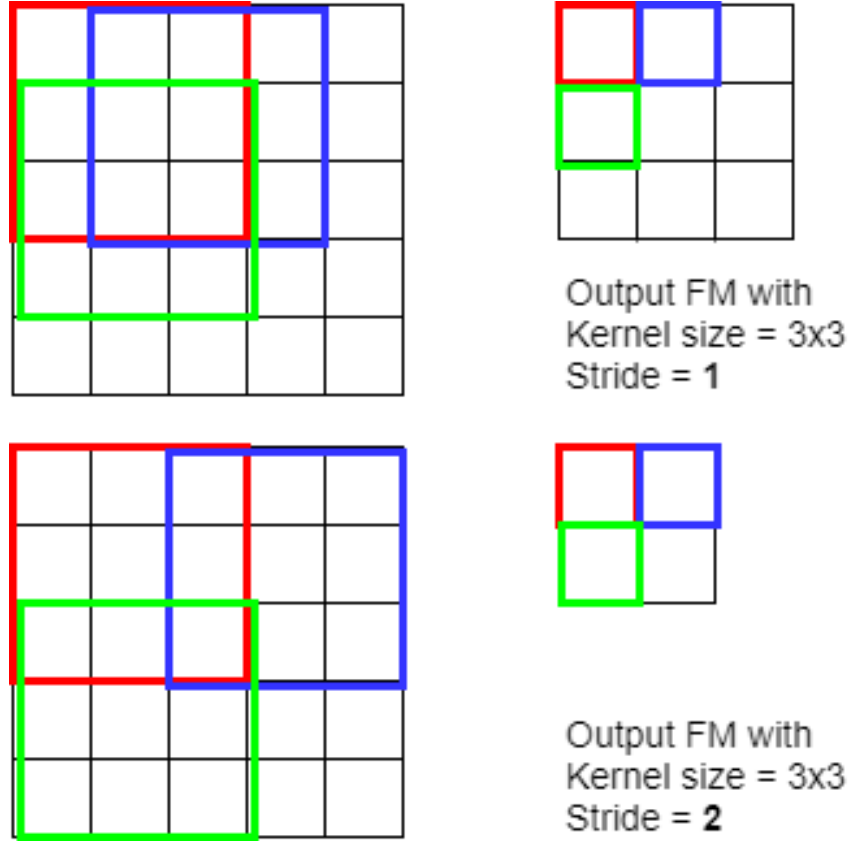 Output FM with
Kernel size = 3x3
Stride = 1
Output FM with
Kernel size = 3x3
Stride = 2